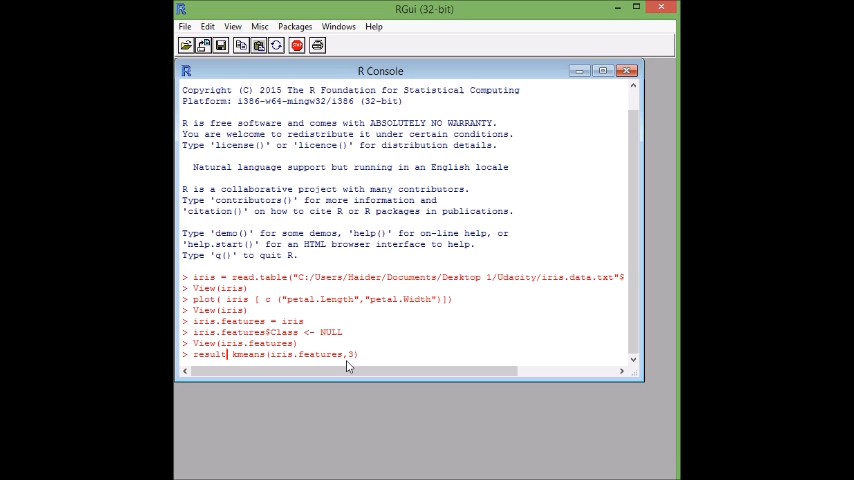 RGui (32-bit)
File Edit View Misc Packages Windows Help
R Console
Copyright (C) 2015 The R Foundation for Statistical Computing
Platform: i386-w64-mingw32/i386 (32-bit)
R is free software and comes with ABSOLUTELY NO WARRANTY.
You are welcome to redistribute it under certain conditions.
Type 'license()' or 'licence()' for distribution details.
Natural language support but running in an English locale
R is a collaborative project with many contributors.
Type 'contributors()' for more information and
'citation()' on how to cite R or R packages in publications.
Type 'demo()' for some demos, 'help()' for on-line help, or
'help.start()' for an HTML browser interface to help.
Type 'q()' to quit R.
> iris = read.table("C:/Users/Haider/Documents/Desktop 1/Udacity/iris.data.txt"$
> View(iris)
> plot( iris [ c ("petal.Length","petal.Width")])
> View(iris)
> iris.features = iris
> iris.features$Class <- NULL
> View(iris.features)
> result kmeans(iris.features,3)